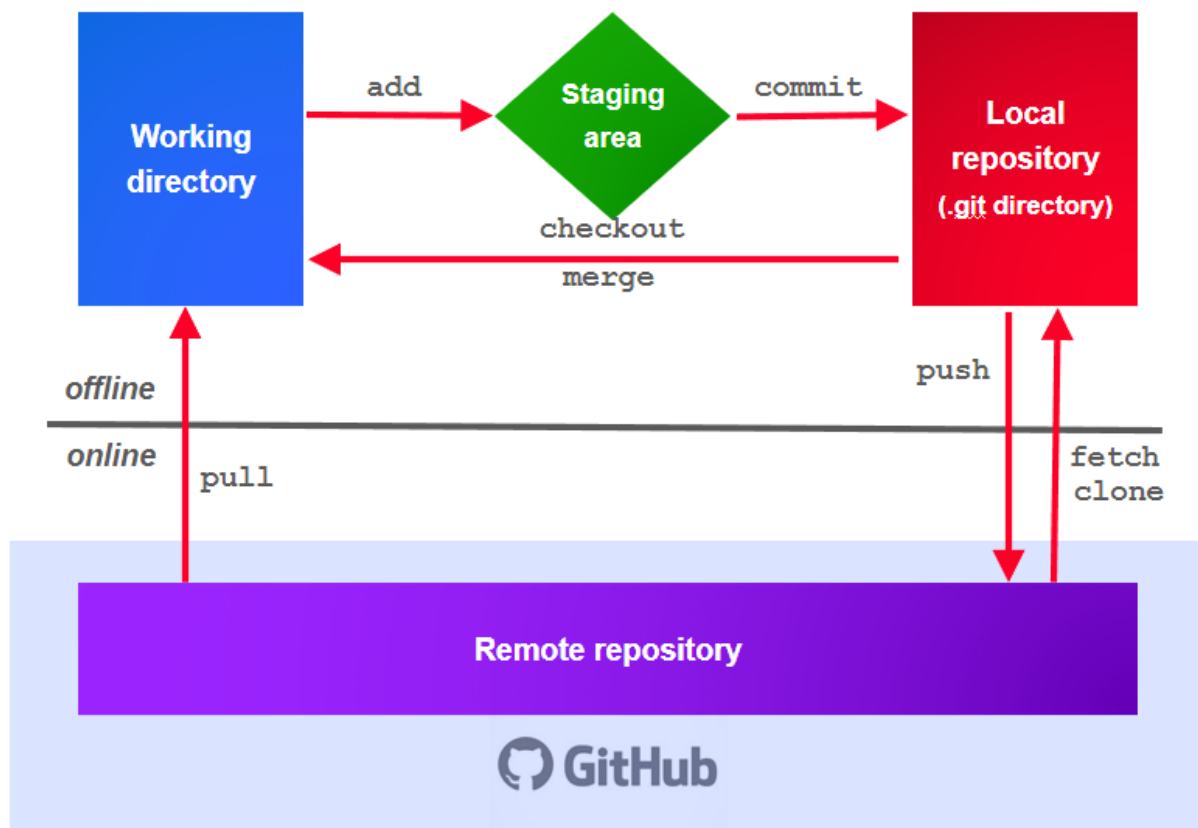 add
Staging
area
commit
Working
directory
Local
repository
(.git directory)
checkout
merge
offline
online
pull
push
fetch
clone
Remote repository
GitHub